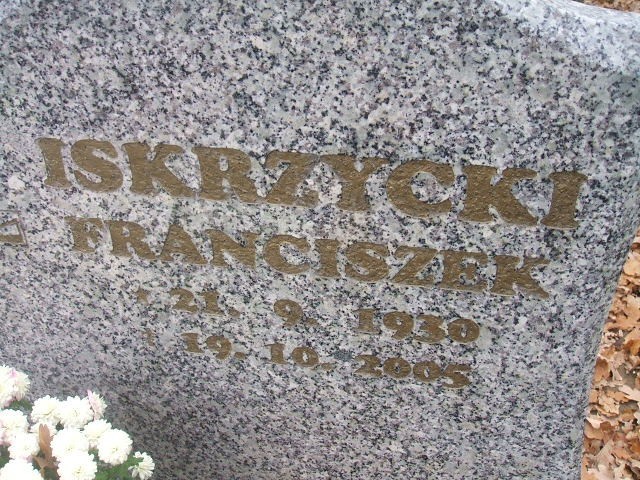 ISKRZYCKI
FRANCISZEK
* 21. 9. 1930
19. 10. 2005